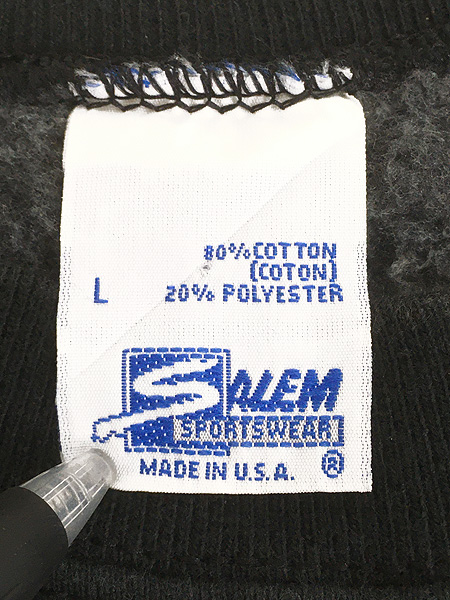 80% COTTON
[COTON]
L
20% POLYESTER
SALEM
SPORTSWEAR
MADE IN U.S.A. ®